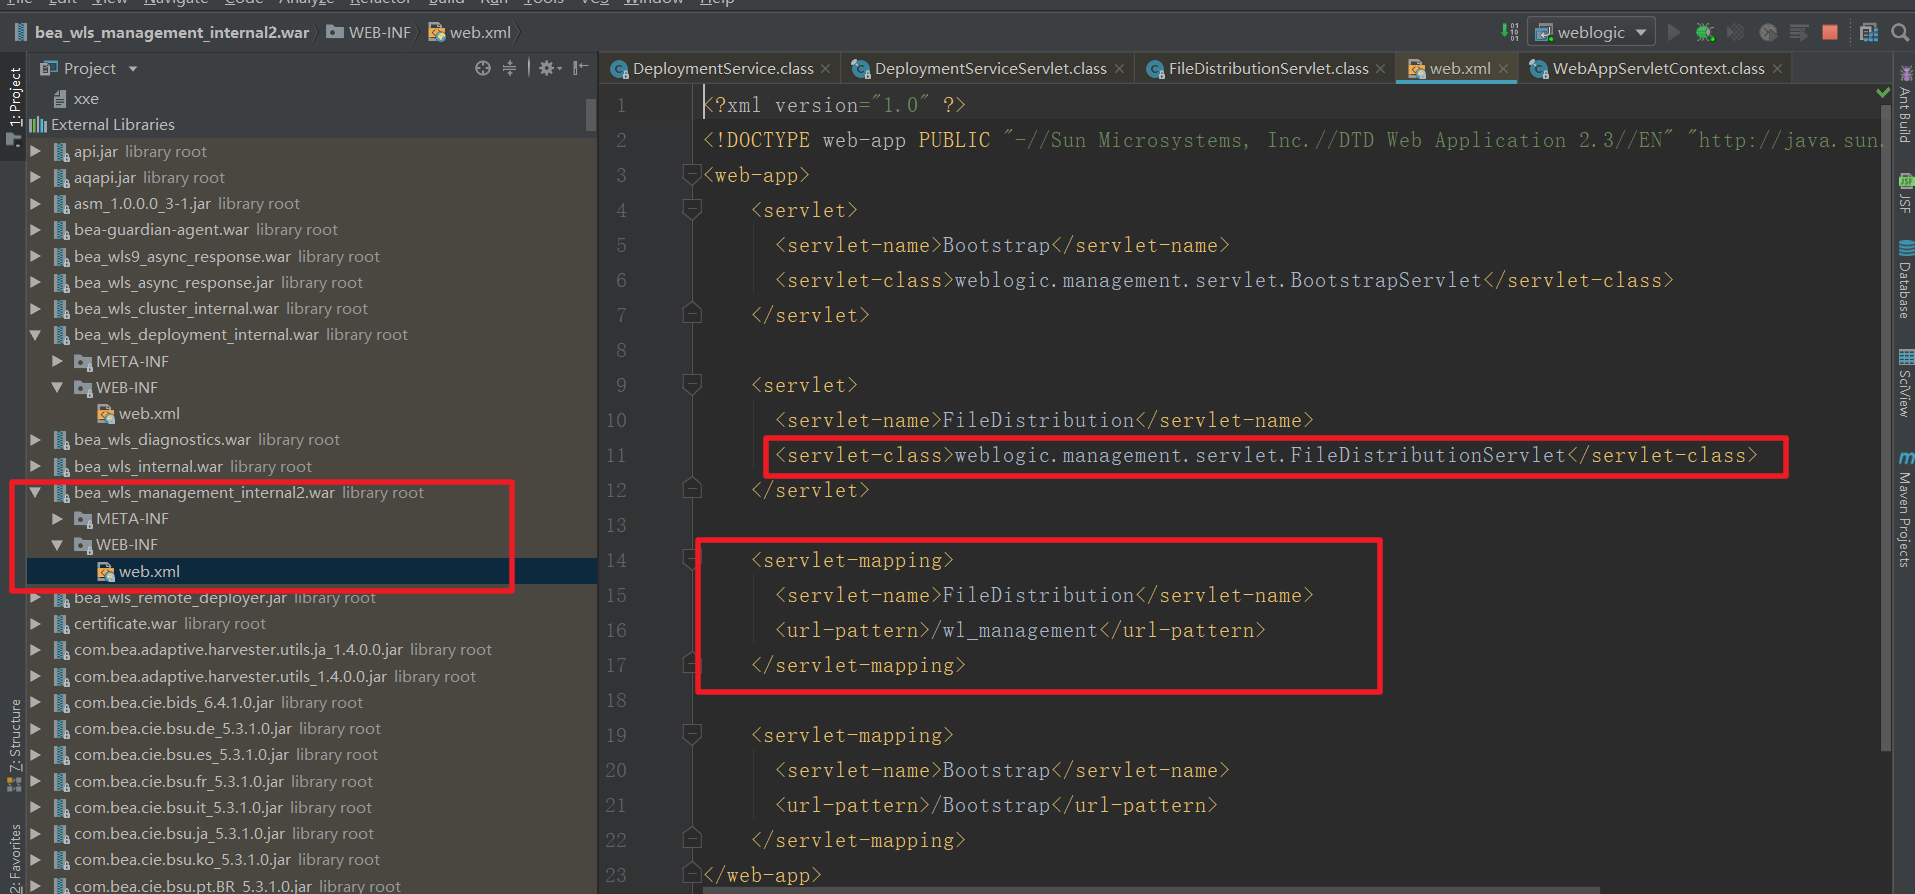 File Edit View Navigate Code Analyze Refactor Build Run Tools VCS Window Help
bea_wls_management_internal2.war WEB-INF web.xml weblogic
Project
DeploymentService.class DeploymentServiceServlet.class FileDistributionServlet.class web.xml WebAppServletContext.class
1: Project
7: Structure
2: Favorites
xxe
External Libraries
api.jar library root
aqapi.jar library root
asm_1.0.0.0_3-1.jar library root
bea-guardian-agent.war library root
bea_wls9_async_response.war library root
bea_wls_async_response.jar library root
bea_wls_cluster_internal.war library root
bea_wls_deployment_internal.war library root
META-INF
WEB-INF
web.xml
bea_wls_diagnostics.war library root
bea_wls_internal.war library root
bea_wls_management_internal2.war library root
META-INF
WEB-INF
web.xml
bea_wls_remote_deployer.jar library root
certificate.war library root
com.bea.adaptive.harvester.utils.ja_1.4.0.0.jar library root
com.bea.adaptive.harvester.utils_1.4.0.0.jar library root
com.bea.cie.bids_6.4.1.0.jar library root
com.bea.cie.bsu.de_5.3.1.0.jar library root
com.bea.cie.bsu.es_5.3.1.0.jar library root
com.bea.cie.bsu.fr_5.3.1.0.jar library root
com.bea.cie.bsu.it_5.3.1.0.jar library root
com.bea.cie.bsu.ja_5.3.1.0.jar library root
com.bea.cie.bsu.ko_5.3.1.0.jar library root
com.bea.cie.bsu.pt.BR_5.3.1.0.jar library root
1 <?xml version="1.0" ?>
2 <!DOCTYPE web-app PUBLIC "-//Sun Microsystems, Inc.//DTD Web Application 2.3//EN" "http://java.sun.
3 <web-app>
4 <servlet>
5 <servlet-name>Bootstrap</servlet-name>
6 <servlet-class>weblogic.management.servlet.BootstrapServlet</servlet-class>
7 </servlet>
8
9 <servlet>
10 <servlet-name>FileDistribution</servlet-name>
11 <servlet-class>weblogic.management.servlet.FileDistributionServlet</servlet-class>
12 </servlet>
13
14 <servlet-mapping>
15 <servlet-name>FileDistribution</servlet-name>
16 <url-pattern>/wl_management</url-pattern>
17 </servlet-mapping>
18
19 <servlet-mapping>
20 <servlet-name>Bootstrap</servlet-name>
21 <url-pattern>/Bootstrap</url-pattern>
22 </servlet-mapping>
23 </web-app>
Ant Build
JSF
Database
SciView
Maven Projects